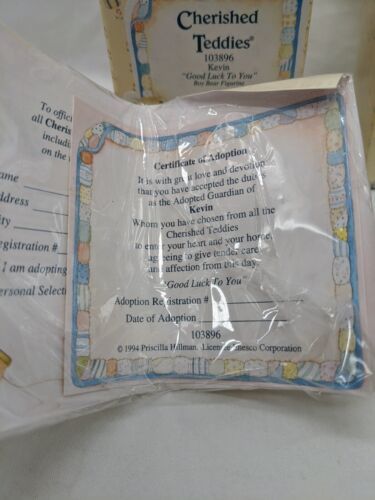 Cherished
Teddies®
103896
Kevin
"Good Luck To You"
Boy Bear Figurine
To offici
all Cheris
includi
on the
ame
ddress
ity
egistration #
I am adopting
ersonal Select
Certificate of Adoption
It is with great love and devotion
that you have accepted the duties
as the Adopted Guardian of
Kevin
Whom you have chosen from all the
Cherished Teddies
to enter your heart and your home,
agreeing to give tender care
and affection from this day.
"Good Luck To You"
Adoption Registration #
Date of Adoption
103896
© 1994 Priscilla Hillman. Licensee Enesco Corporation